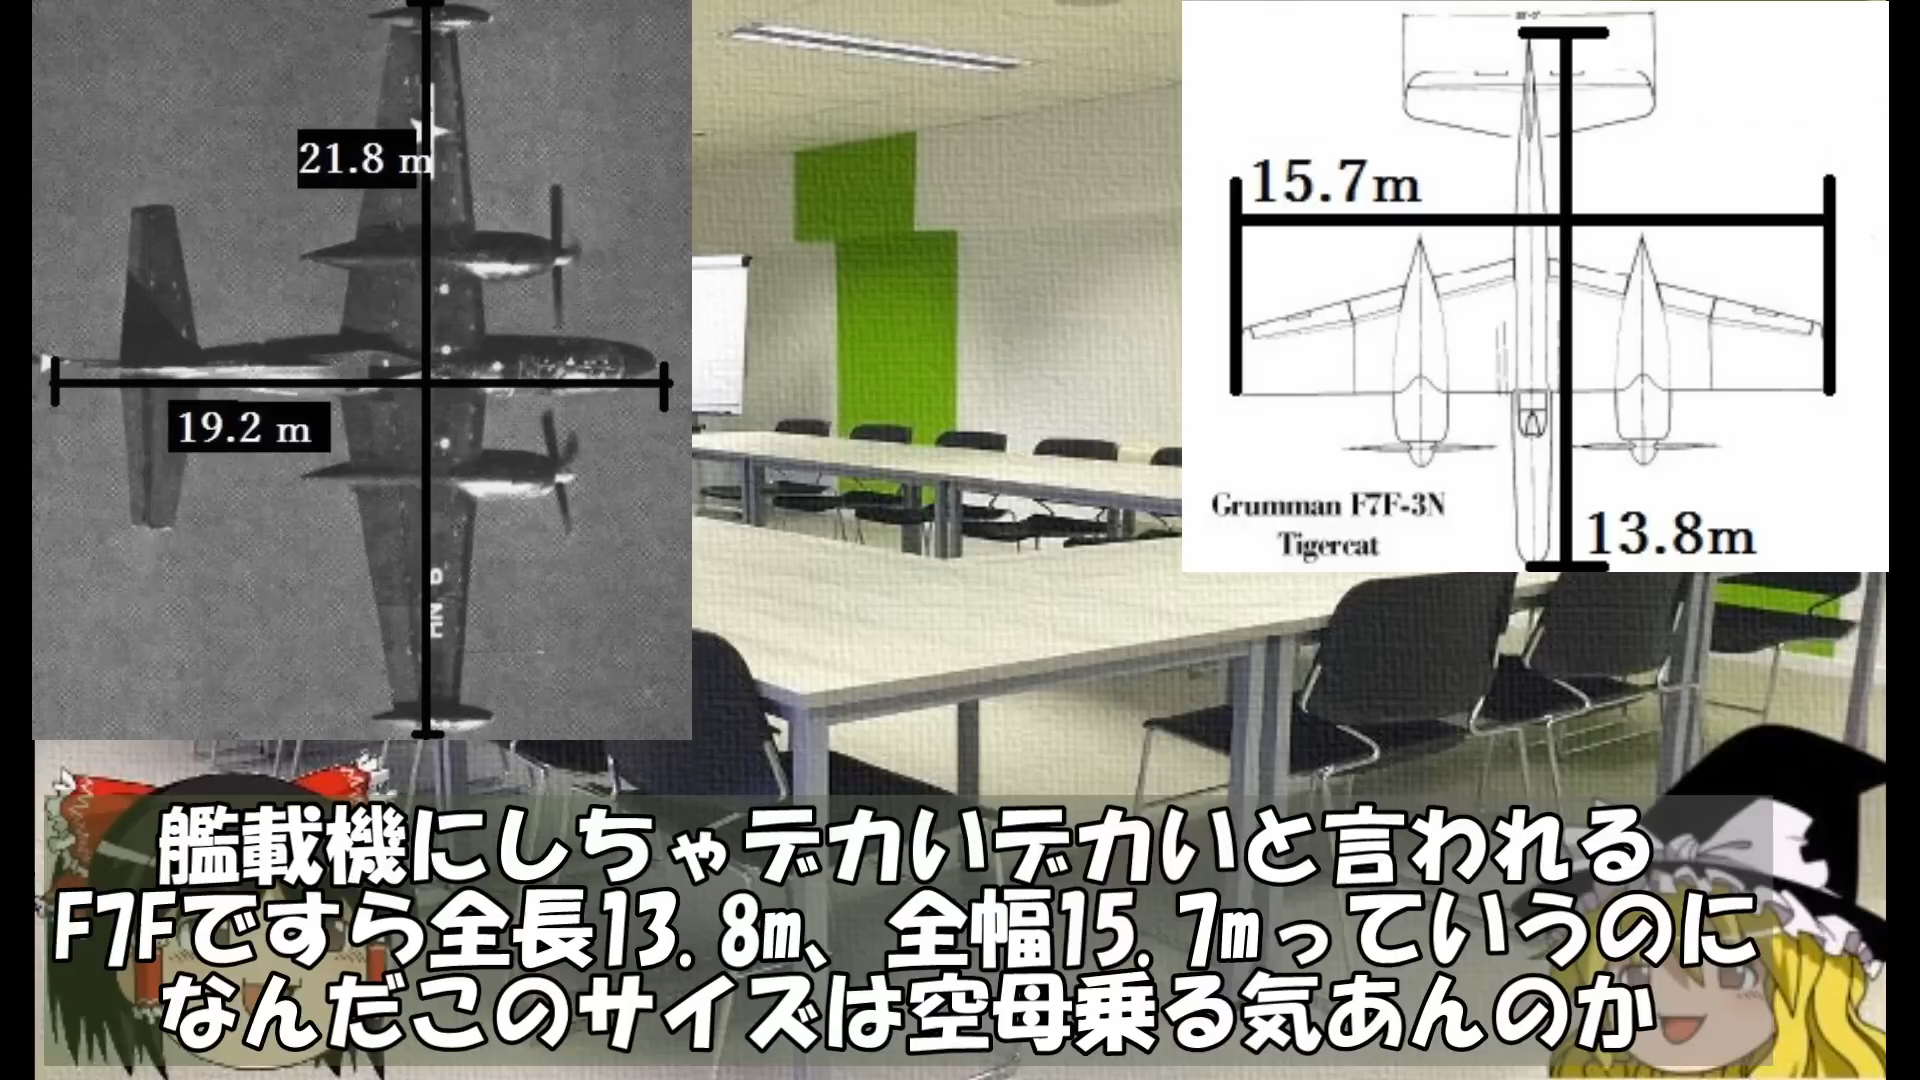 21.8 m
19.2 m
15.7m
13.8m
Grumman F7F-3N
Tigercat
艦載機にしちゃデカいデカいと言われる
F7Fですら全長13.8m、全幅15.7mっていうのに
なんだこのサイズは空母乗る気あんのか